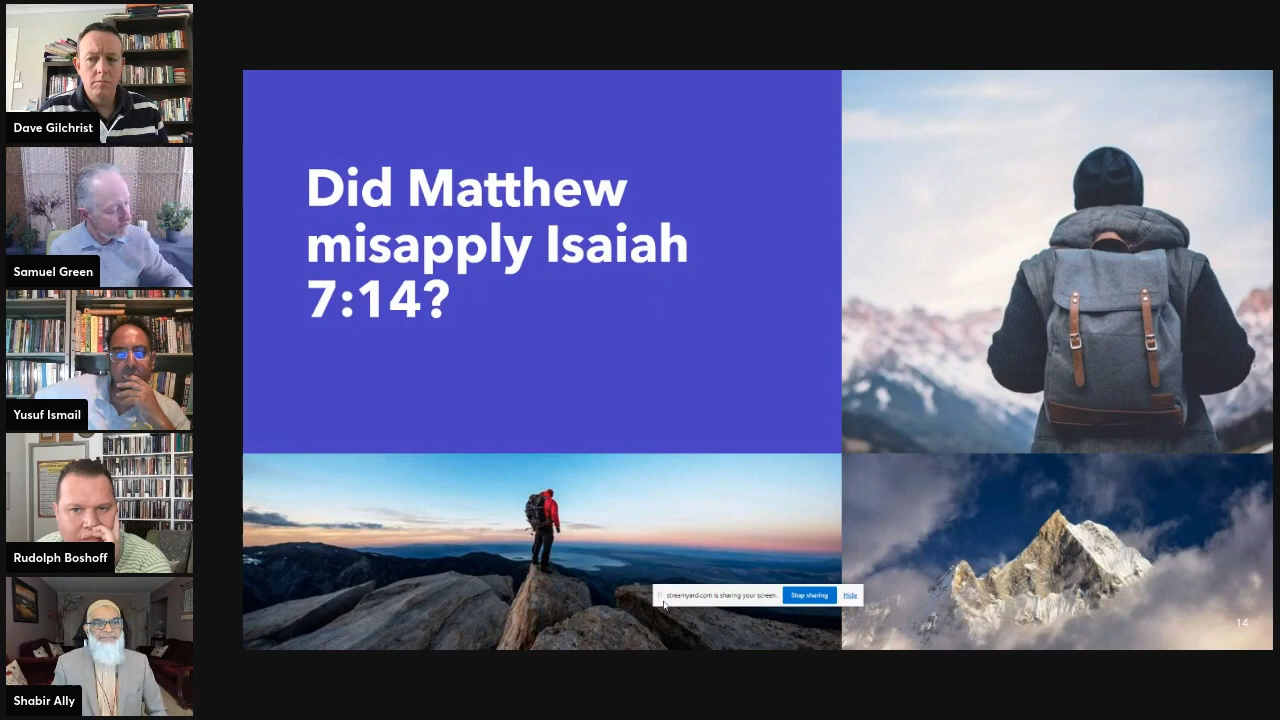 Dave Gilchrist
Samuel Green
Yusuf Ismail
Rudolph Boshoff
Shabir Ally
Did Matthew
misapply Isaiah
7:14?
streamyard.com is sharing your screen.
Stop sharing
Hide
14